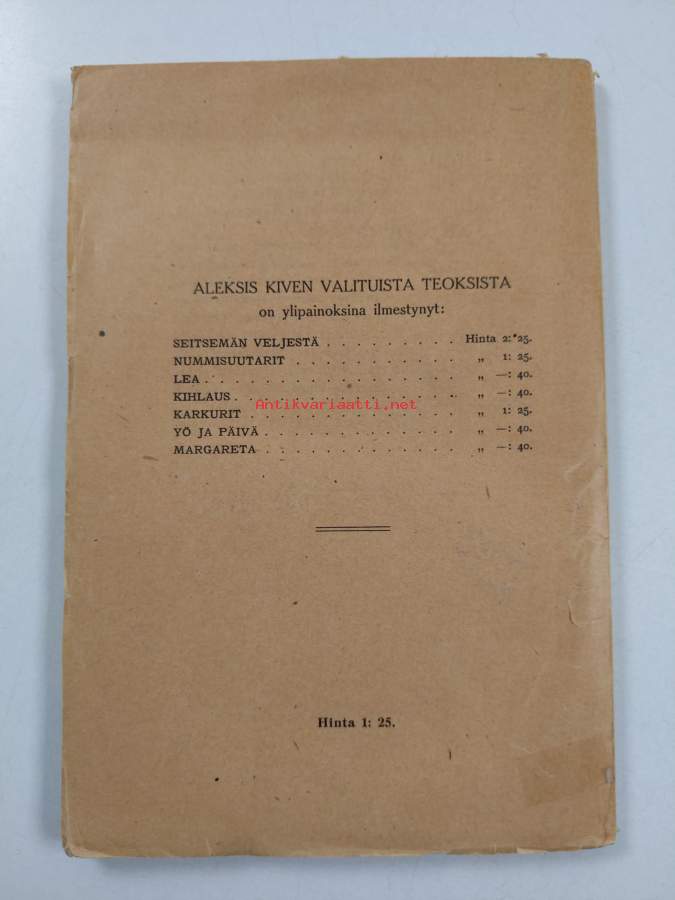 ALEKSIS KIVEN VALITUISTA TEOKSISTA
on ylipainoksina ilmestynyt:
SEITSEMÄN VELJESTÄ . . . . . . . . . Hinta 2: 25.
NUMMISUUTARIT . . . . . . . . . . . „ 1: 25.
LEA . . . . . . . . . . . . . . . . . „ —: 40.
KIHLAUS . . . . . . . . . . . . . . . „ —: 40.
Antikvariaatti.net
KARKURIT . . . . . . . . . . . . . . „ 1: 25.
YÖ JA PÄIVÄ . . . . . . . . . . . . . „ —: 40.
MARGARETA . . . . . . . . . . . . . „ —: 40.
Hinta 1: 25.